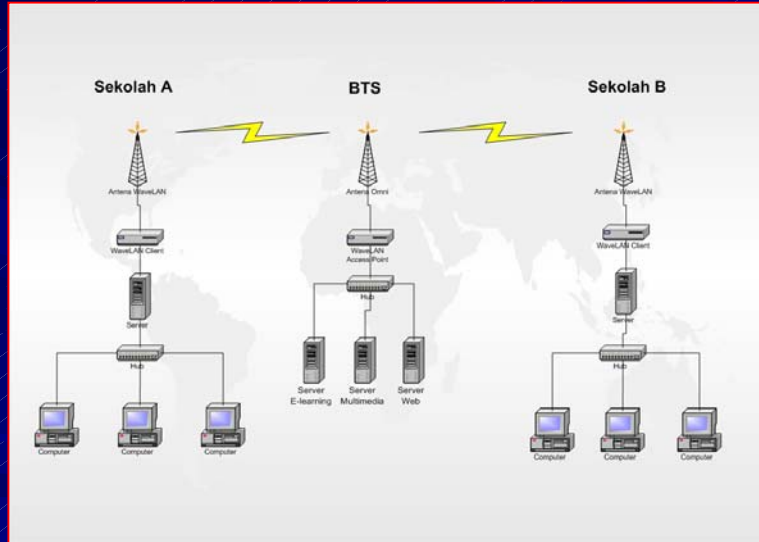 Sekolah A
BTS
Sekolah B
Antena WaveLAN
Antena Omni
Antena WaveLAN
WaveLAN Client
WaveLAN
Access Point
WaveLAN Client
Server
Hub
Server
Hub
Server
E-learning
Server
Multimedia
Server
Web
Hub
Computer
Computer
Computer
Computer
Computer
Computer